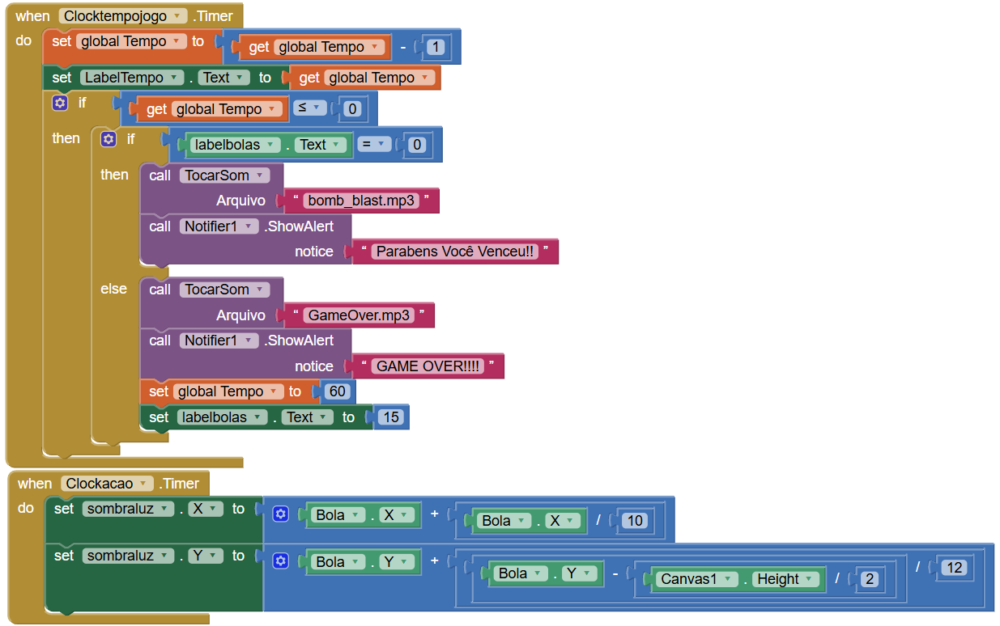 when Clocktempojogo .Timer
do set global Tempo to get global Tempo - 1
set LabelTempo . Text to get global Tempo
if get global Tempo ≤ 0
then if labelbolas . Text = 0
then call TocarSom
Arquivo " bomb_blast.mp3 "
call Notifier1 .ShowAlert
notice " Parabens Você Venceu!! "
else call TocarSom
Arquivo " GameOver.mp3 "
call Notifier1 .ShowAlert
notice " GAME OVER!!!! "
set global Tempo to 60
set labelbolas . Text to 15
when Clockacao .Timer
do set sombraluz . X to Bola . X + Bola . X / 10
set sombraluz . Y to Bola . Y + Bola . Y - Canvas1 . Height / 2 / 12